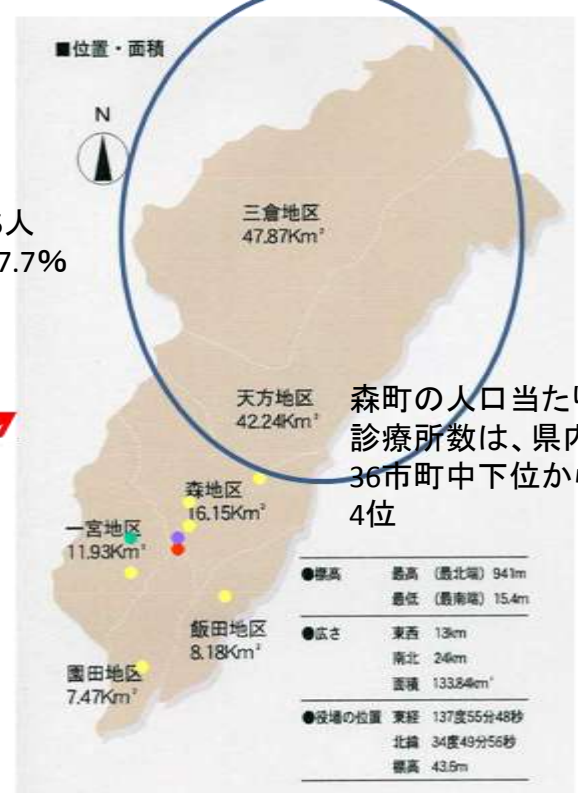 ■位置・面積
N
人
7.7%
三倉地区
47.87Km²
天方地区
42.24Km²
森町の人口当たり
診療所数は、県内
36市町中下位から
4位
森地区
16.15Km²
一宮地区
11.93Km²
飯田地区
8.18Km²
園田地区
7.47Km²
●標高 最高 (最北端) 941m
最低 (最南端) 15.4m
●広さ 東西 13km
南北 24km
面積 133.84km²
●役場の位置 東経 137度55分48秒
北緯 34度49分56秒
標高 43.6m